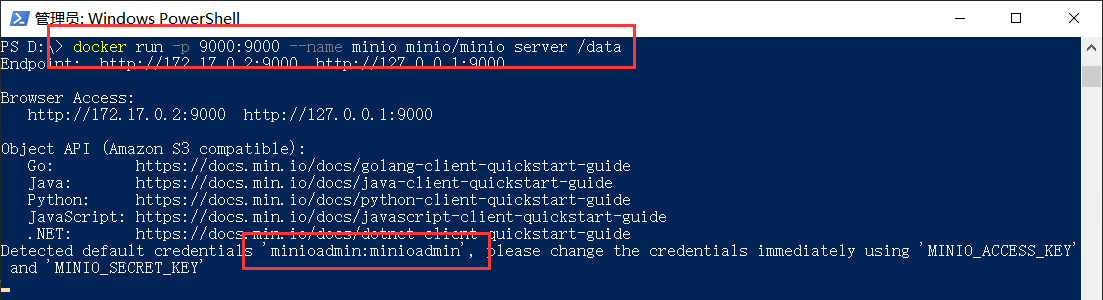 管理员: Windows PowerShell
PS D:\> docker run -p 9000:9000 --name minio minio/minio server /data
Endpoint:  http://172.17.0.2:9000  http://127.0.0.1:9000
Browser Access:
   http://172.17.0.2:9000  http://127.0.0.1:9000
Object API (Amazon S3 compatible):
   Go:         https://docs.min.io/docs/golang-client-quickstart-guide
   Java:       https://docs.min.io/docs/java-client-quickstart-guide
   Python:     https://docs.min.io/docs/python-client-quickstart-guide
   JavaScript: https://docs.min.io/docs/javascript-client-quickstart-guide
   .NET:       https://docs.min.io/docs/dotnet-client-quickstart-guide
Detected default credentials 'minioadmin:minioadmin', please change the credentials immediately using 'MINIO_ACCESS_KEY'
 and 'MINIO_SECRET_KEY'